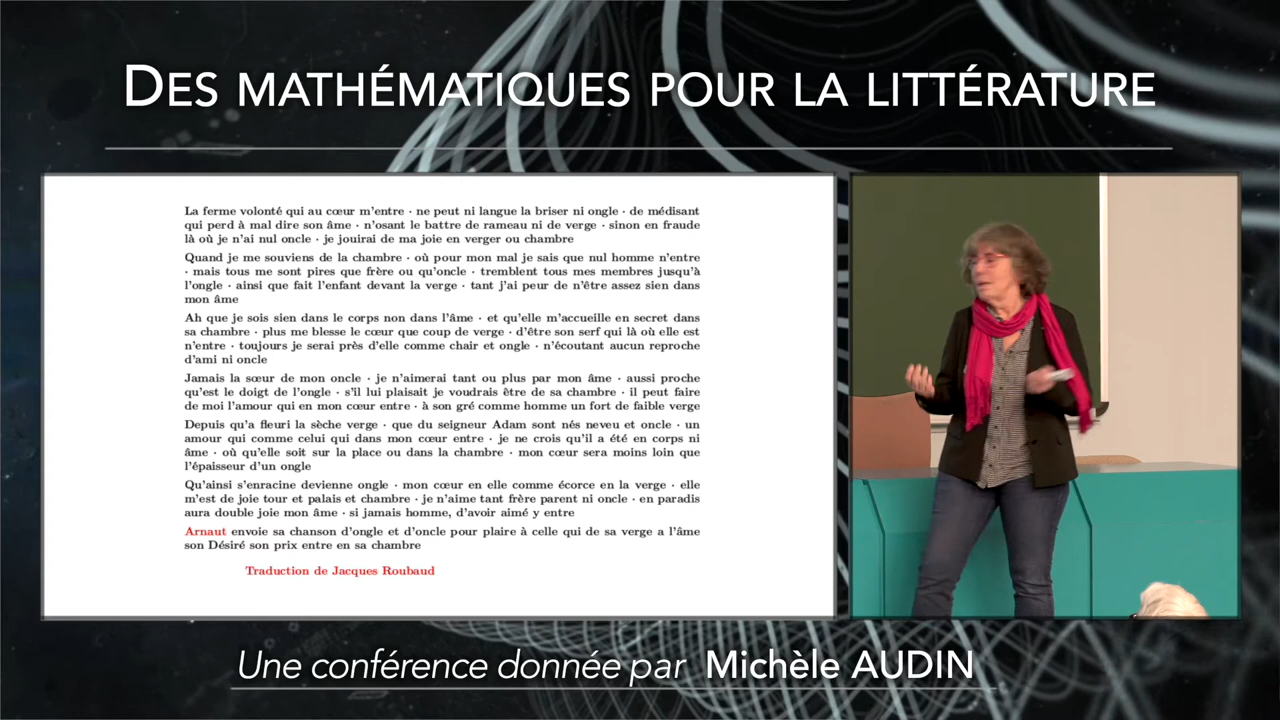 DES MATHÉMATIQUES POUR LA LITTÉRATURE
La ferme volonté qui au cœur m'entre · ne peut ni langue la briser ni ongle · de médisant
qui perd à mal dire son âme · n'osant le battre de rameau ni de verge · sinon en fraude
là où je n'ai nul oncle · je jouirai de ma joie en verger ou chambre
Quand je me souviens de la chambre · où pour mon mal je sais que nul homme n'entre
· mais tous me sont pires que frère ou qu'oncle · tremblent tous mes membres jusqu'à
l'ongle · ainsi que fait l'enfant devant la verge · tant j'ai peur de n'être assez sien dans
mon âme
Ah que je sois sien dans le corps non dans l'âme · et qu'elle m'accueille en secret dans
sa chambre · plus me blesse le cœur que coup de verge · d'être son serf qui là où elle est
n'entre · toujours je serai près d'elle comme chair et ongle · n'écoutant aucun reproche
d'ami ni oncle
Jamais la sœur de mon oncle · je n'aimerai tant ou plus par mon âme · aussi proche
qu'est le doigt de l'ongle · s'il lui plaisait je voudrais être de sa chambre · il peut faire
de moi l'amour qui en mon cœur entre · à son gré comme homme un fort de faible verge
Depuis qu'a fleuri la sèche verge · que du seigneur Adam sont nés neveu et oncle · un
amour qui comme celui qui dans mon cœur entre · je ne crois qu'il a été en corps ni
âme · où qu'elle soit sur la place ou dans la chambre · mon cœur sera moins loin que
l'épaisseur d'un ongle
Qu'ainsi s'enracine devienne ongle · mon cœur en elle comme écorce en la verge · elle
m'est de joie tour et palais et chambre · je n'aime tant frère parent ni oncle · en paradis
aura double joie mon âme · si jamais homme, d'avoir aimé y entre
Arnaut envoie sa chanson d'ongle et d'oncle pour plaire à celle qui de sa verge a l'âme
son Désiré son prix entre en sa chambre
Traduction de Jacques Roubaud
Une conférence donnée par Michèle AUDIN